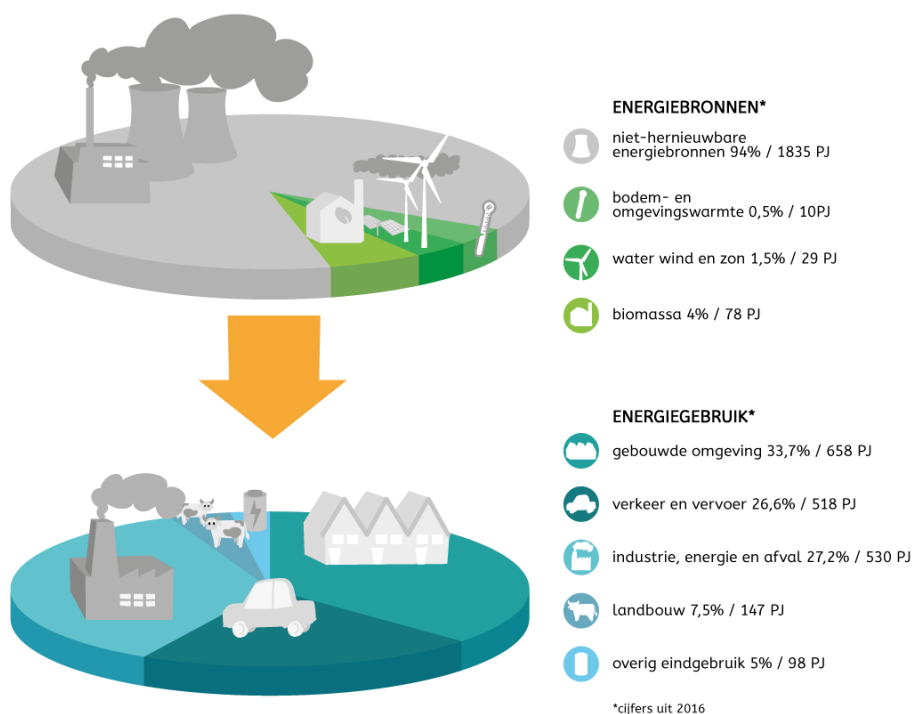 ENERGIEBRONNEN*
niet-hernieuwbare
energiebronnen 94% / 1835 PJ
bodem- en
omgevingswarmte 0,5% / 10PJ
water wind en zon 1,5% / 29 PJ
biomassa 4% / 78 PJ
ENERGIEGEBRUIK*
gebouwde omgeving 33,7% / 658 PJ
verkeer en vervoer 26,6% / 518 PJ
industrie, energie en afval 27,2% / 530 PJ
landbouw 7,5% / 147 PJ
overig eindgebruik 5% / 98 PJ
*cijfers uit 2016